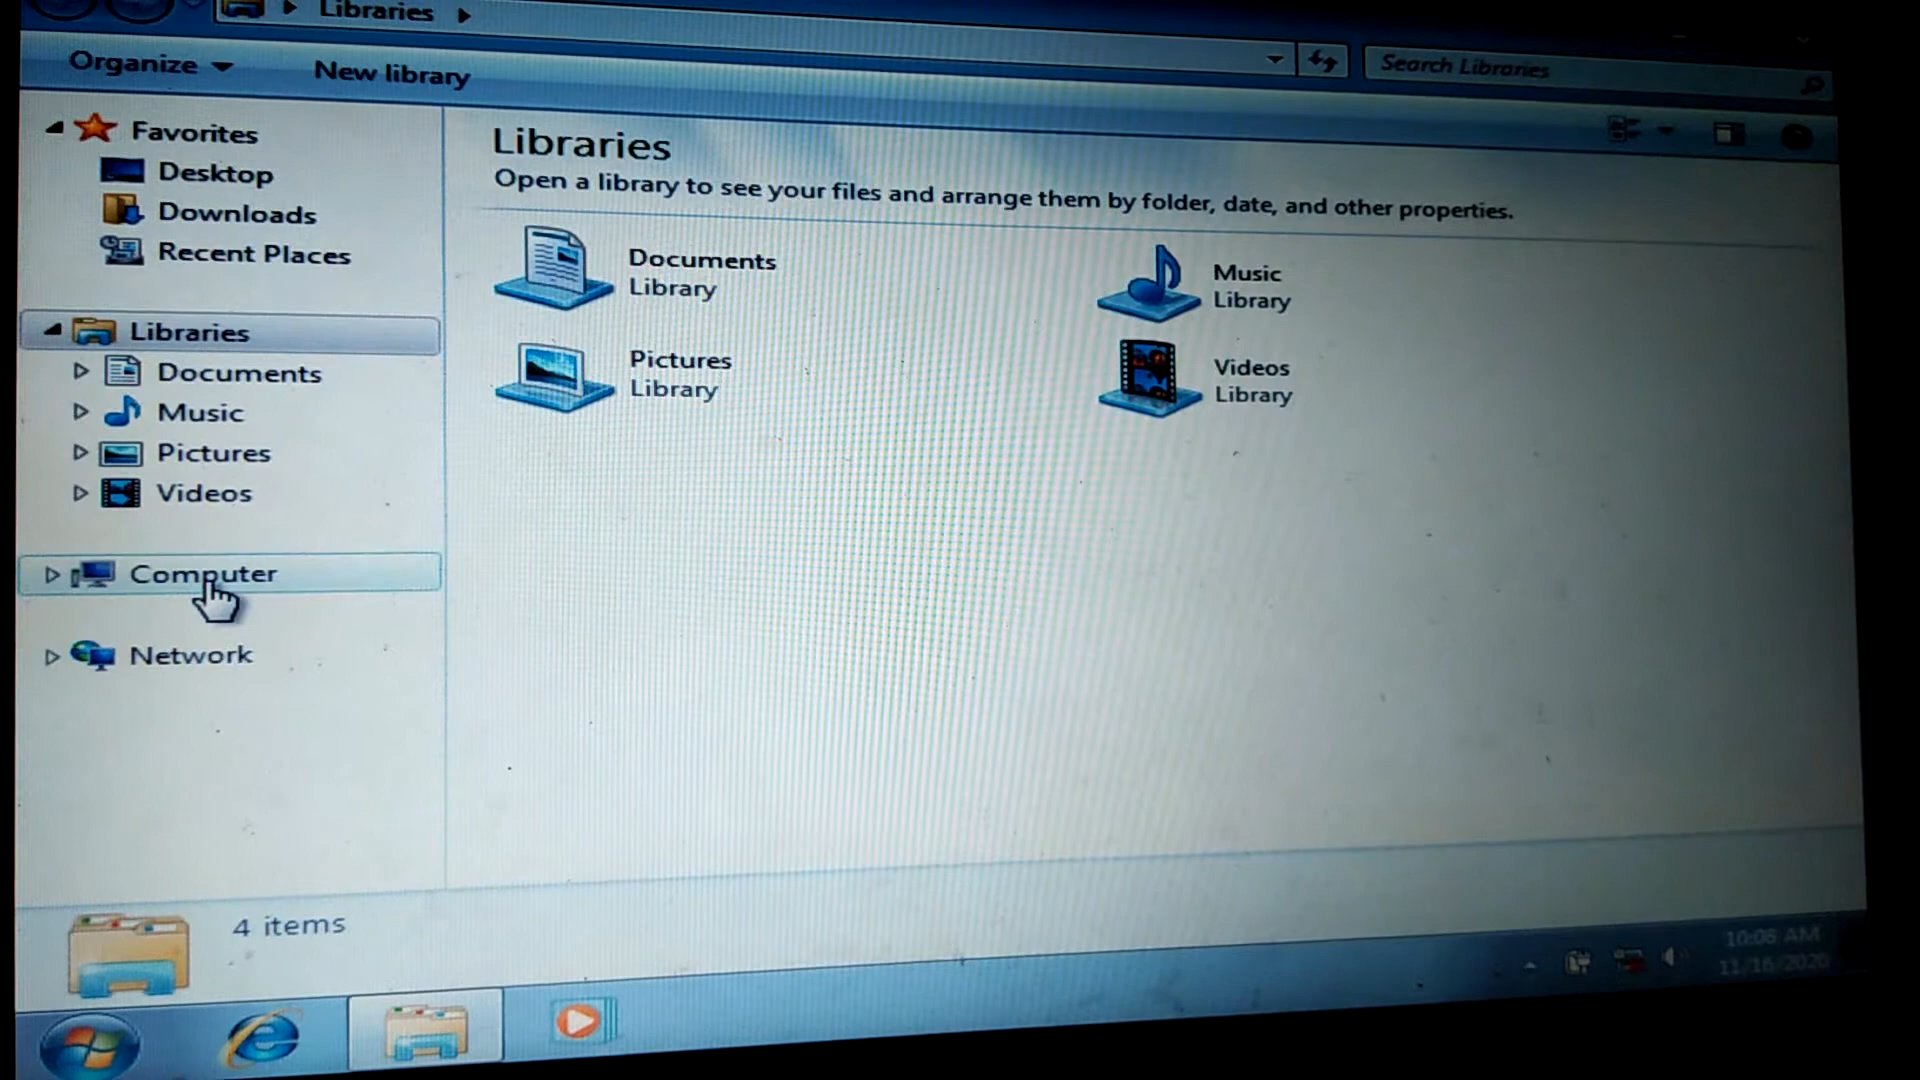 Libraries
Search Libraries
Organize
New library
Favorites
Desktop
Downloads
Recent Places
Libraries
Documents
Music
Pictures
Videos
Computer
Network
Libraries
Open a library to see your files and arrange them by folder, date, and other properties.
Documents
Library
Music
Library
Pictures
Library
Videos
Library
4 items
10:06 AM
11/16/2020